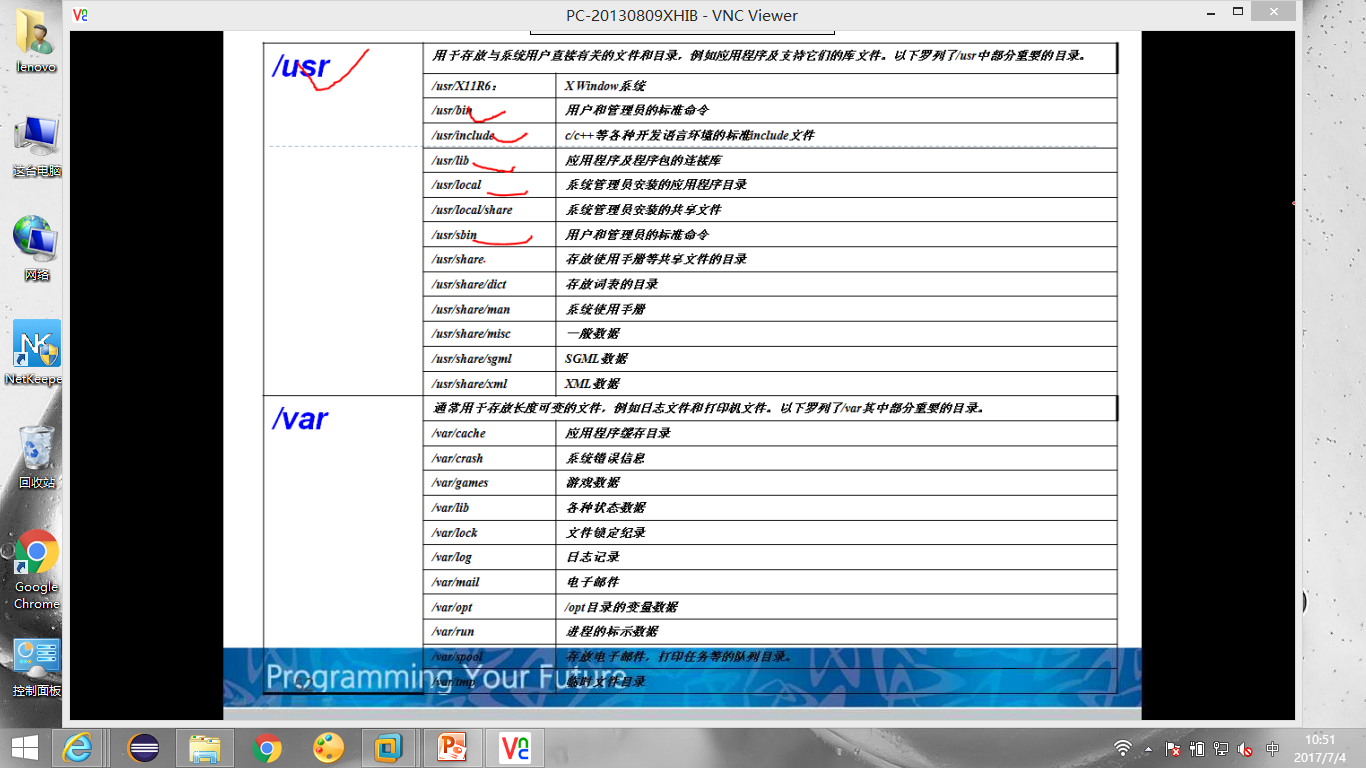 PC-20130809XHIB - VNC Viewer
lenovo
这台电脑
网络
NetKeeper
回收站
Google
Chrome
控制面板
/usr
用于存放与系统用户直接有关的文件和目录，例如应用程序及支持它们的库文件。以下罗列了/usr中部分重要的目录。
/usr/X11R6： X Window系统
/usr/bin 用户和管理员的标准命令
/usr/include c/c++等各种开发语言环境的标准include文件
/usr/lib 应用程序及程序包的连接库
/usr/local 系统管理员安装的应用程序目录
/usr/local/share 系统管理员安装的共享文件
/usr/sbin 用户和管理员的标准命令
/usr/share 存放使用手册等共享文件的目录
/usr/share/dict 存放词表的目录
/usr/share/man 系统使用手册
/usr/share/misc 一般数据
/usr/share/sgml SGML数据
/usr/share/xml XML数据
/var
通常用于存放长度可变的文件，例如日志文件和打印机文件。以下罗列了/var其中部分重要的目录。
/var/cache 应用程序缓存目录
/var/crash 系统错误信息
/var/games 游戏数据
/var/lib 各种状态数据
/var/lock 文件锁定纪录
/var/log 日志记录
/var/mail 电子邮件
/var/opt /opt目录的变量数据
/var/run 进程的标示数据
/var/spool 存放电子邮件，打印任务等的队列目录。
/var/tmp 临时文件目录
Programming Your Future
中
10:51
2017/7/4